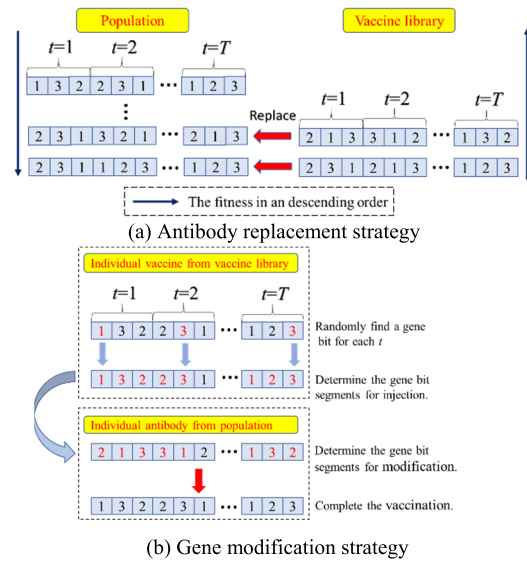 Population
Vaccine library
t=1 t=2 t=T
1 3 2 2 3 1 ··· 1 2 3
t=1 t=2 t=T
Replace
2 3 1 3 2 1 ··· 2 1 3
2 1 3 3 1 2 ··· 1 3 2
2 3 1 1 2 3 ··· 1 2 3
2 3 1 2 1 3 ··· 1 2 3
The fitness in an descending order
(a) Antibody replacement strategy
Individual vaccine from vaccine library
t=1 t=2 t=T
1 3 2 2 3 1 ··· 1 2 3
Randomly find a gene
bit for each t
1 3 2 2 3 1 ··· 1 2 3
Determine the gene bit
segments for injection.
Individual antibody from population
2 1 3 3 1 2 ··· 1 3 2
Determine the gene bit
segments for modification.
1 3 2 2 3 1 ··· 1 2 3
Complete the vaccination.
(b) Gene modification strategy